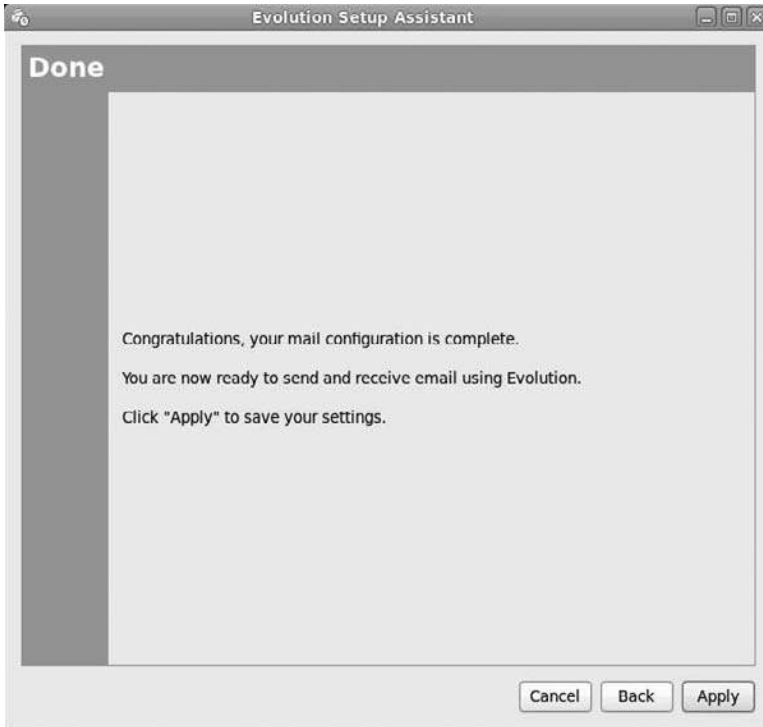 Evolution Setup Assistant
Done
Congratulations, your mail configuration is complete.
You are now ready to send and receive email using Evolution.
Click "Apply" to save your settings.
Cancel Back Apply